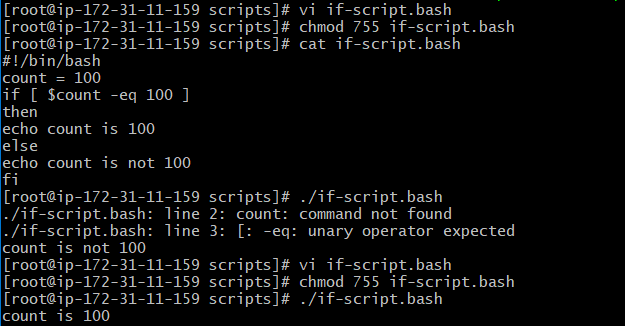 [root@ip-172-31-11-159 scripts]# vi if-script.bash
[root@ip-172-31-11-159 scripts]# chmod 755 if-script.bash
[root@ip-172-31-11-159 scripts]# cat if-script.bash
#!/bin/bash
count = 100
if [ $count -eq 100 ]
then
echo count is 100
else
echo count is not 100
fi
[root@ip-172-31-11-159 scripts]# ./if-script.bash
./if-script.bash: line 2: count: command not found
./if-script.bash: line 3: [: -eq: unary operator expected
count is not 100
[root@ip-172-31-11-159 scripts]# vi if-script.bash
[root@ip-172-31-11-159 scripts]# chmod 755 if-script.bash
[root@ip-172-31-11-159 scripts]# ./if-script.bash
count is 100